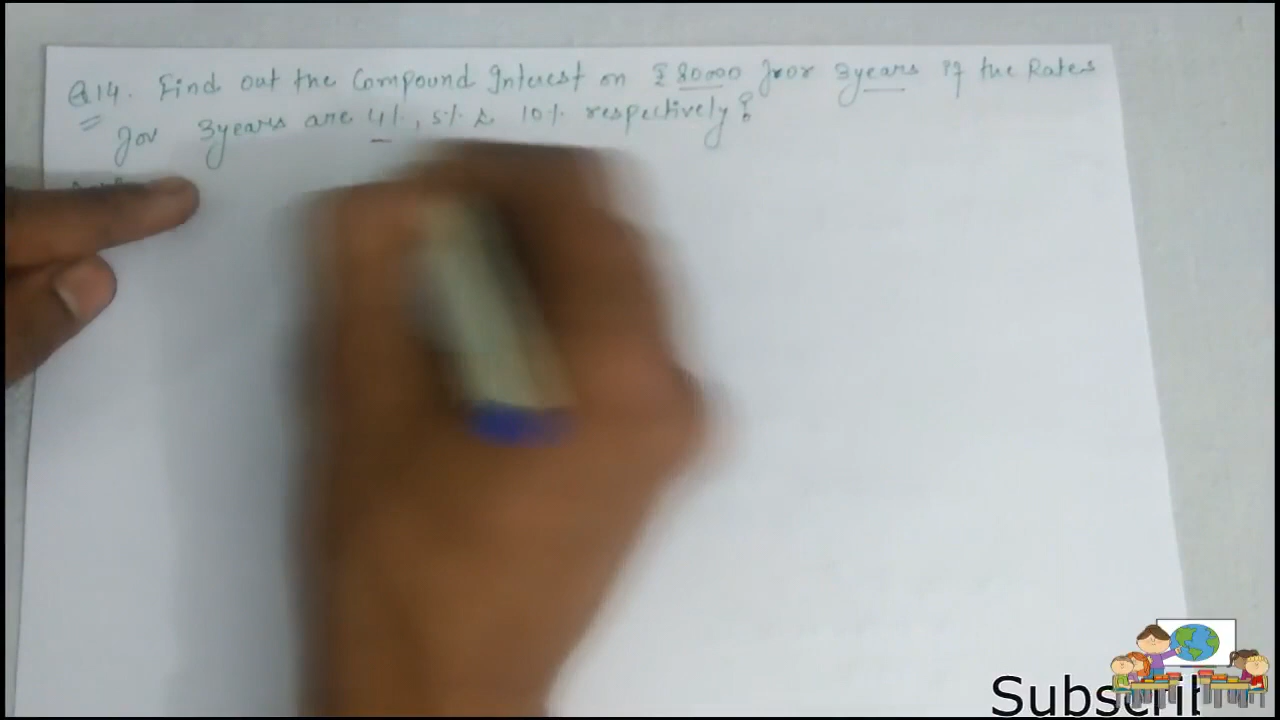 Q14. Find out the Compound Interest on ₹ 80000 for 3years if the Rates
for 3years are 4%, 5% & 10% respectively?
Subscrib